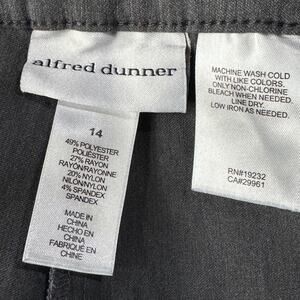 alfred dunner
14
49% POLYESTER
POLIÉSTER
27% RAYON
RAYON/RAYONNE
20% NYLON
NILON/NYLON
4% SPANDEX
SPANDEX
MADE IN
CHINA
HECHO EN
CHINA
FABRIQUÉ EN
CHINE
MACHINE WASH COLD
WITH LIKE COLORS.
ONLY NON-CHLORINE
BLEACH WHEN NEEDED.
LINE DRY.
LOW IRON AS NEEDED.
RN#19232
CA#29961